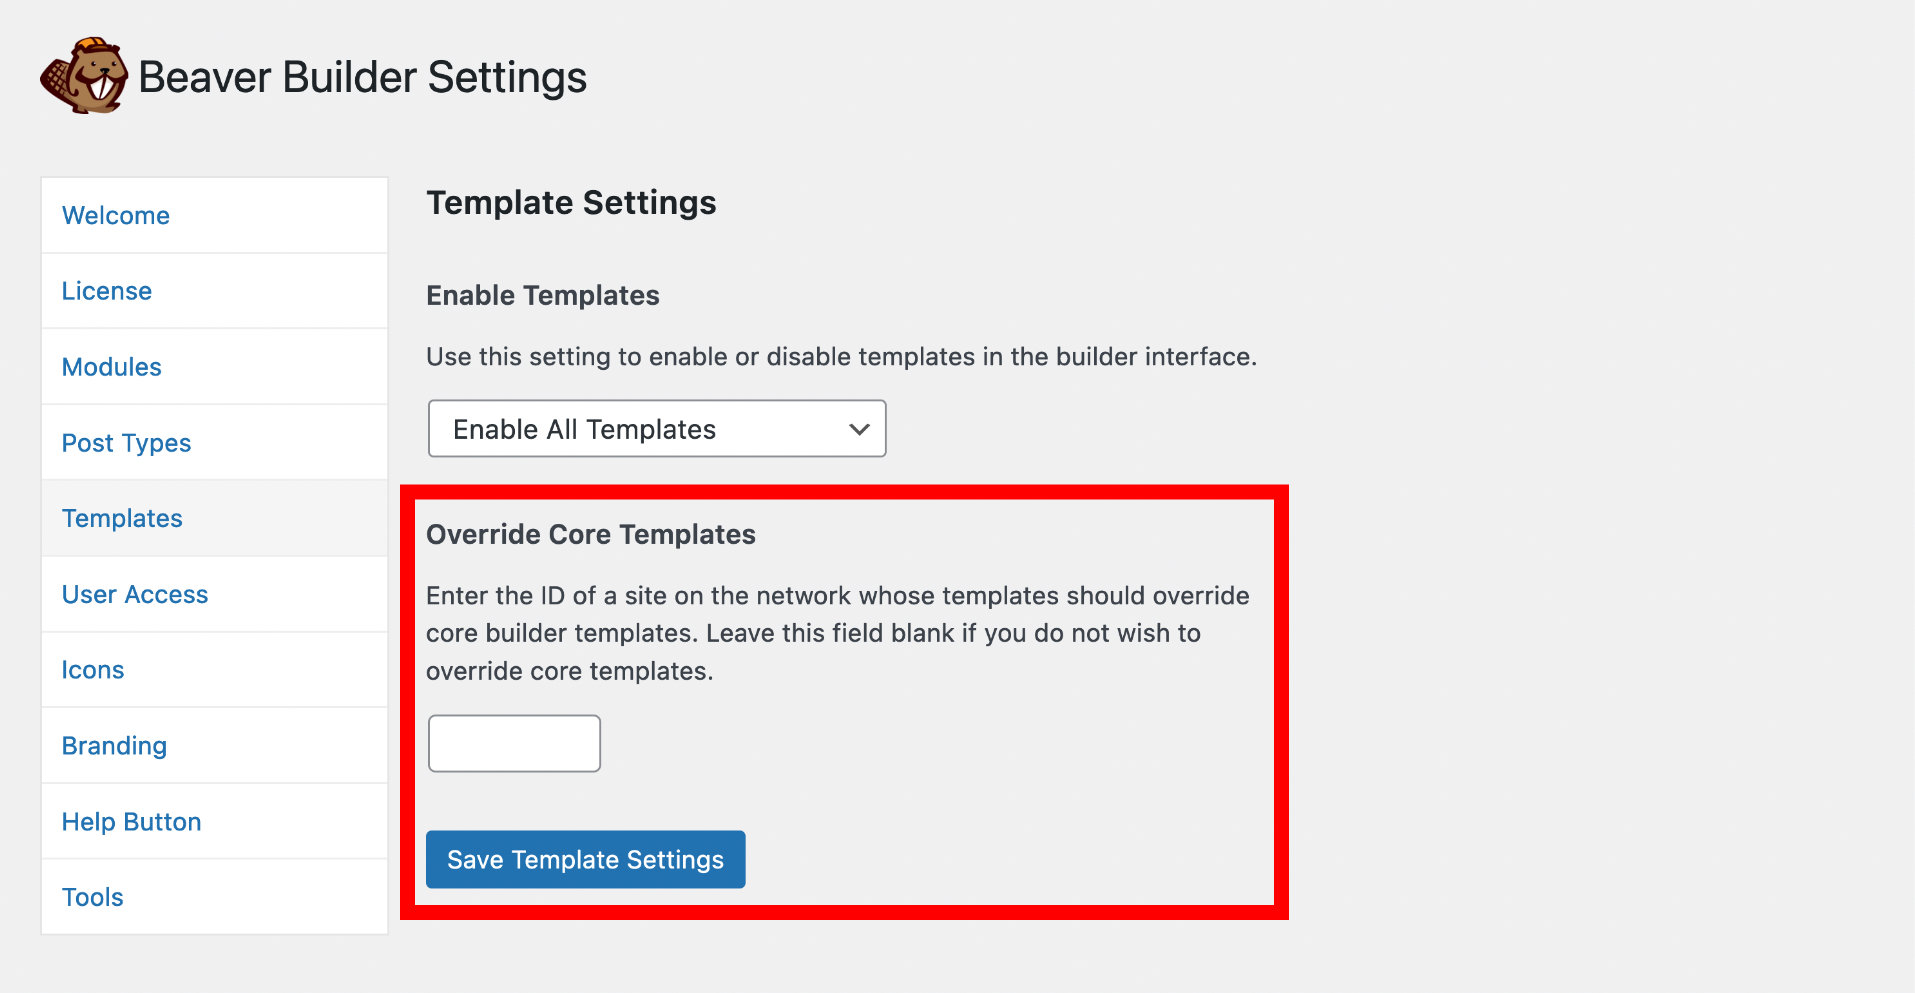 Beaver Builder Settings
Welcome
License
Modules
Post Types
Templates
User Access
Icons
Branding
Help Button
Tools
Template Settings
Enable Templates
Use this setting to enable or disable templates in the builder interface.
Enable All Templates
Override Core Templates
Enter the ID of a site on the network whose templates should override
core builder templates. Leave this field blank if you do not wish to
override core templates.
Save Template Settings